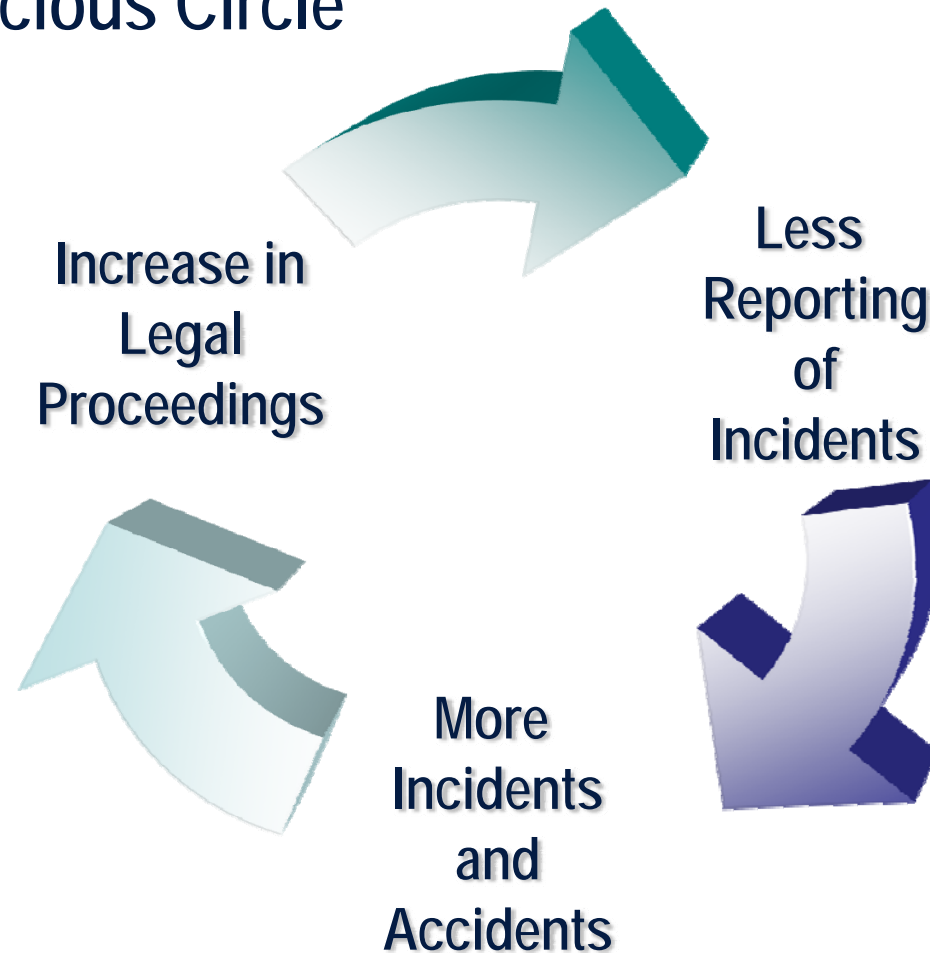 cious Circle
Increase in
Legal
Proceedings
Less
Reporting
of
Incidents
More
Incidents
and
Accidents